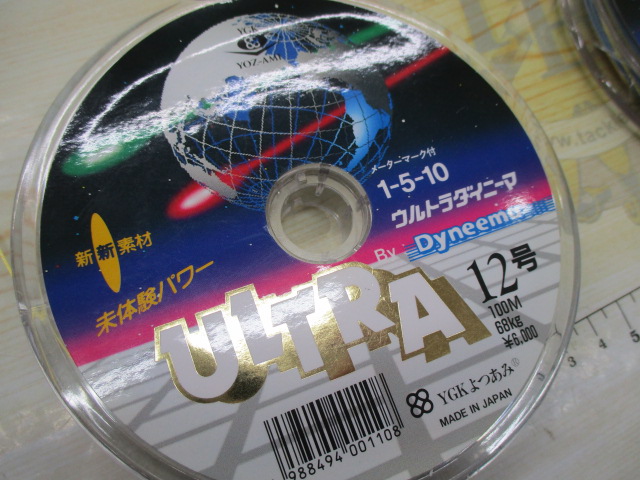 YGK
YOZ-AMI
メーターマーク付
1-5-10
ウルトラダイニーマ
By Dyneema
新新素材
未体験パワー
ULTRA
12号
100M
68kg
¥6,000
YGKよつあみ®
MADE IN JAPAN
988494 001108